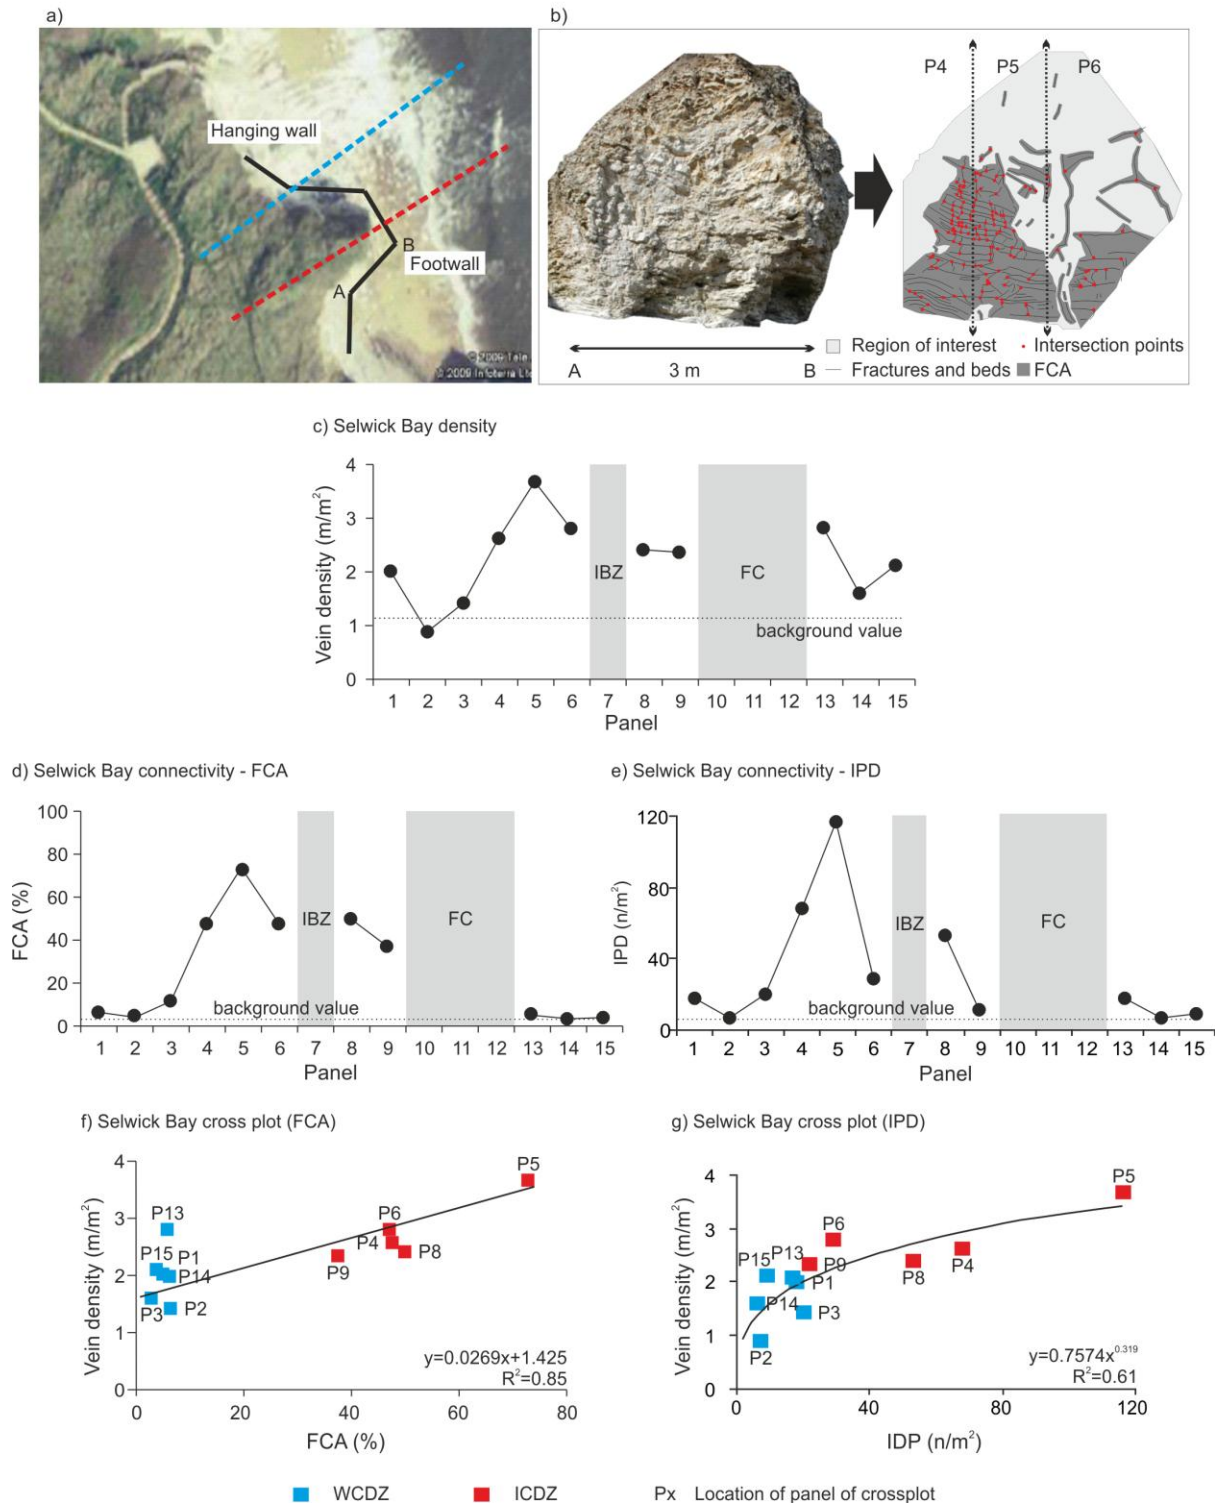 a)
Hanging wall
B
Footwall
A
© 2009 Tele
© 2009 Infoterra Ltd
b)
P4 P5 P6
A 3 m B
Region of interest Intersection points
Fractures and beds FCA
c) Selwick Bay density
Vein density (m/m²)
4
3
2
1
0
IBZ
FC
background value
1 2 3 4 5 6 7 8 9 10 11 12 13 14 15
Panel
d) Selwick Bay connectivity - FCA
FCA (%)
100
80
60
40
20
0
IBZ
FC
background value
1 2 3 4 5 6 7 8 9 10 11 12 13 14 15
Panel
e) Selwick Bay connectivity - IPD
IPD (n/m²)
120
80
40
0
IBZ
FC
background value
1 2 3 4 5 6 7 8 9 10 11 12 13 14 15
Panel
f) Selwick Bay cross plot (FCA)
Vein density (m/m²)
4
3
2
1
0
P5
P13
P6
P15 P1
P4 P8
P14
P9
P3 P2
y=0.0269x+1.425
R²=0.85
0 20 40 60 80
FCA (%)
g) Selwick Bay cross plot (IPD)
Vein density (m/m²)
4
3
2
1
0
P5
P6
P15 P13
P9
P4
P8
P1
P14
P3
P2
y=0.7574x^0.319
R²=0.61
0 40 80 120
IDP (n/m²)
WCDZ ICDZ Px Location of panel of crossplot